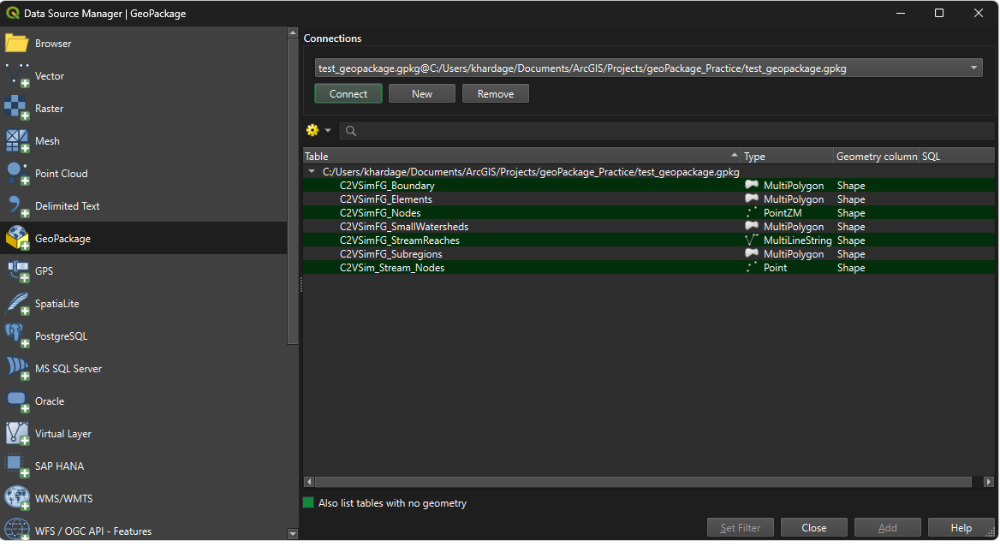 Data Source Manager | GeoPackage
Browser
Vector
Raster
Mesh
Point Cloud
Delimited Text
GeoPackage
GPS
SpatiaLite
PostgreSQL
MS SQL Server
Oracle
Virtual Layer
SAP HANA
WMS/WMTS
WFS / OGC API - Features
Connections
test_geopackage.gpkg@C:/Users/khardage/Documents/ArcGIS/Projects/geoPackage_Practice/test_geopackage.gpkg
Connect New Remove
Table Type Geometry column SQL
C:/Users/khardage/Documents/ArcGIS/Projects/geoPackage_Practice/test_geopackage.gpkg
C2VSimFG_Boundary MultiPolygon Shape
C2VSimFG_Elements MultiPolygon Shape
C2VSimFG_Nodes PointZM Shape
C2VSimFG_SmallWatersheds MultiPolygon Shape
C2VSimFG_StreamReaches MultiLineString Shape
C2VSimFG_Subregions MultiPolygon Shape
C2VSim_Stream_Nodes Point Shape
Also list tables with no geometry
Set Filter Close Add Help